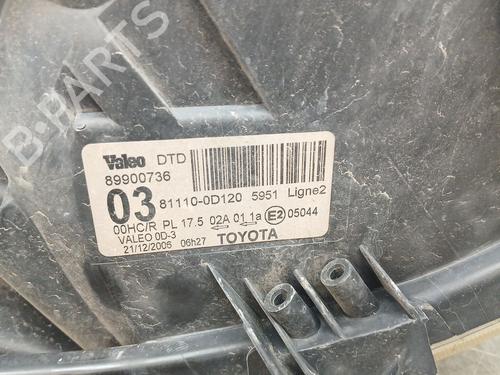 B-PARTS
Valeo DTD
89900736
03 81110-0D120 5951 Ligne2
00HC/R PL 17.5 02A 01 1a E2 05044
VALEO 0D-3
21/12/2006 06h27 TOYOTA